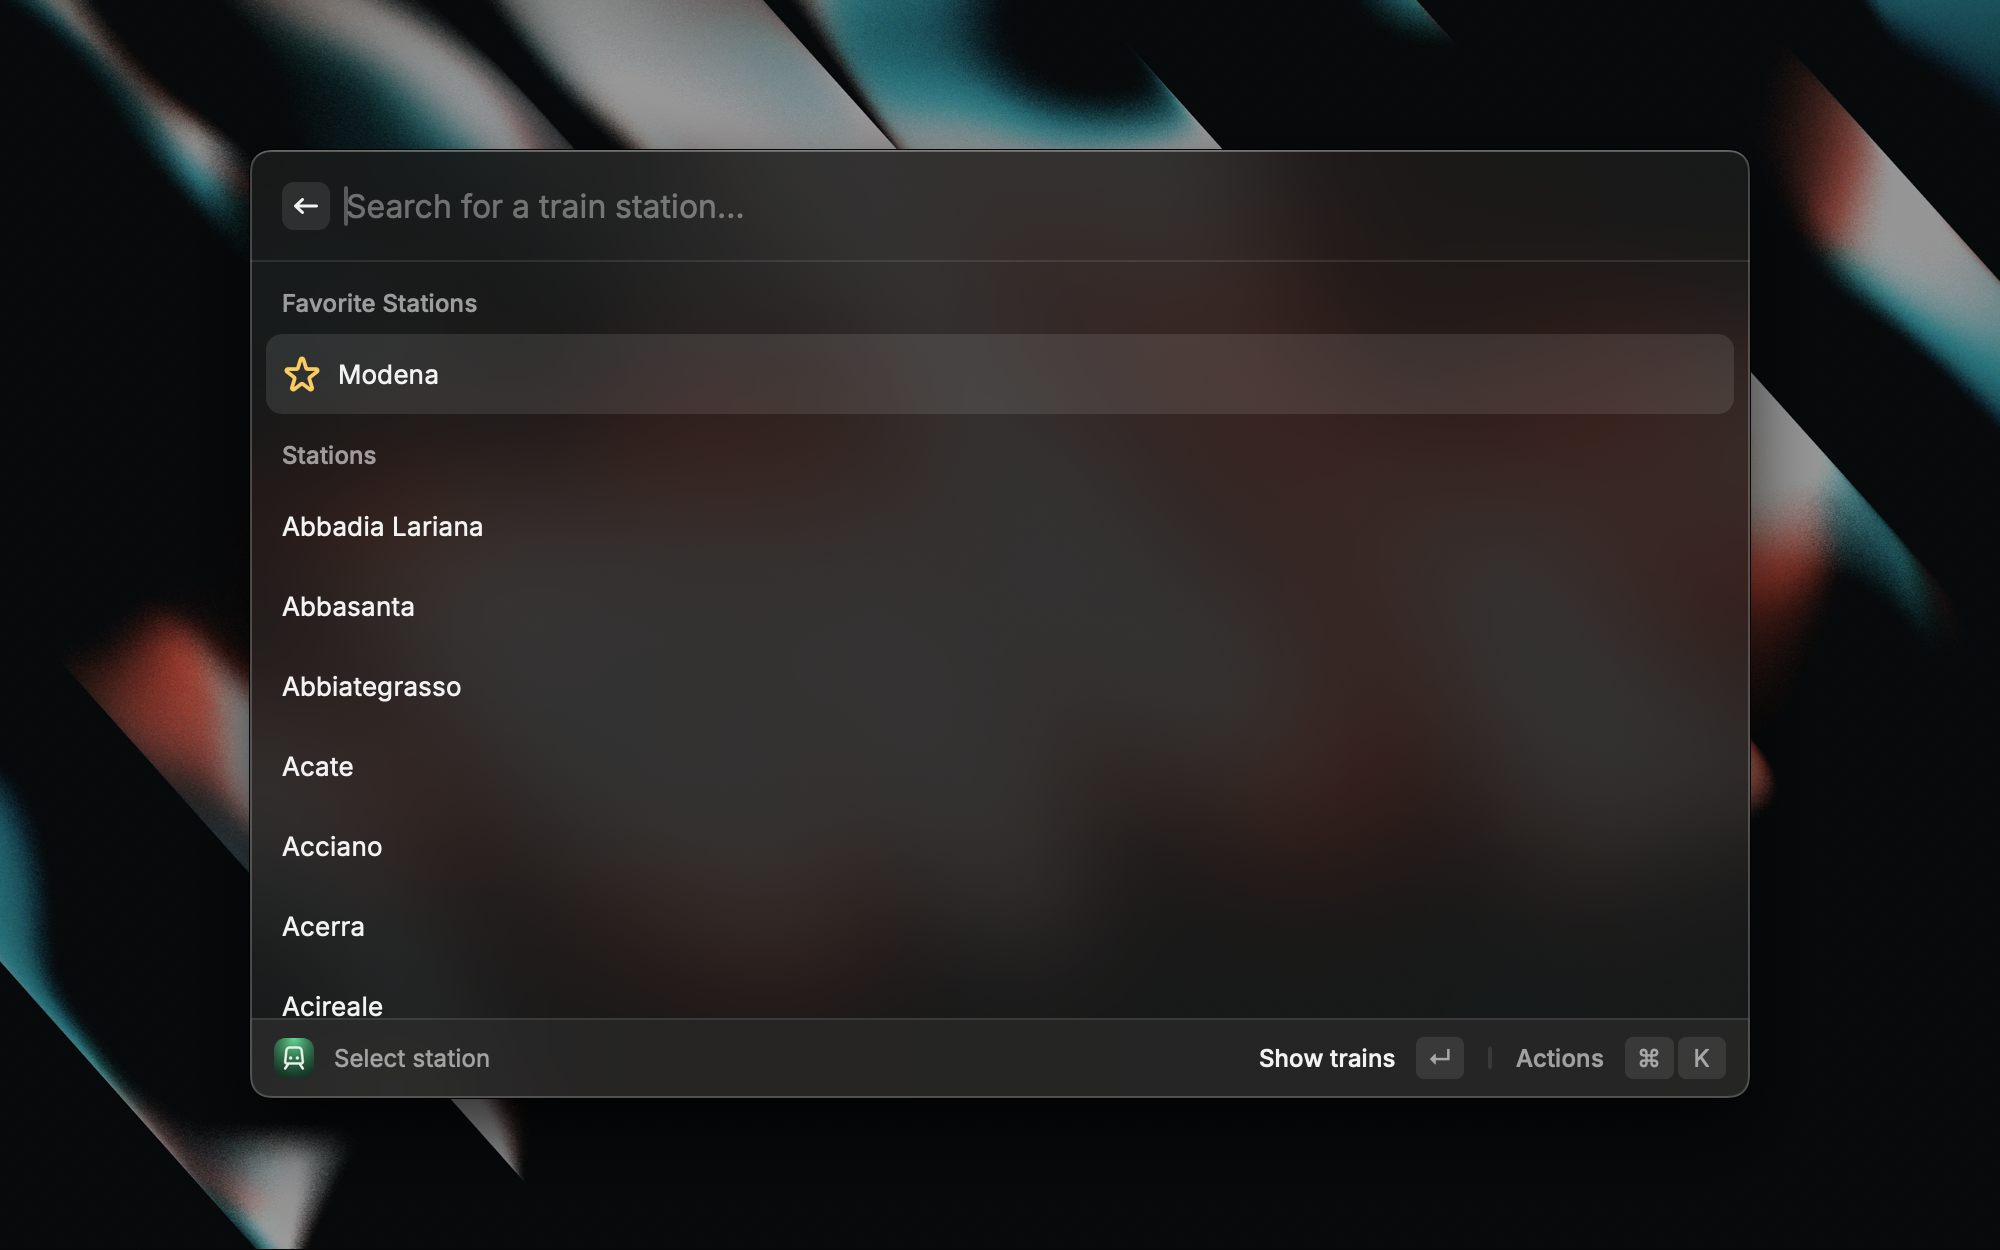 Search for a train station...
Favorite Stations
Modena
Stations
Abbadia Lariana
Abbasanta
Abbiategrasso
Acate
Acciano
Acerra
Acireale
Select station
Show trains
Actions ⌘ K